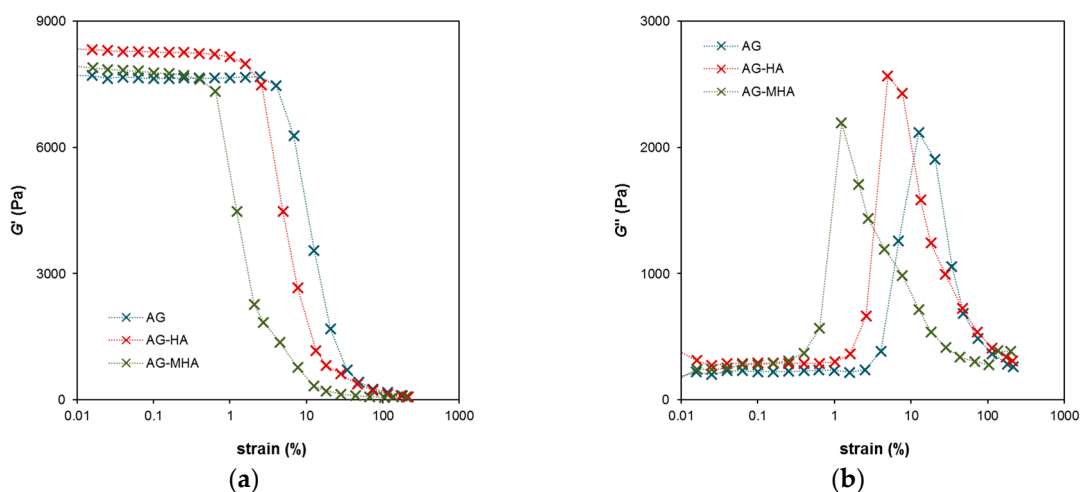 9000
6000
3000
0
G' (Pa)
AG
AG-HA
AG-MHA
0.01 0.1 1 10 100 1000
strain (%)
(a)
3000
2000
1000
0
G'' (Pa)
AG
AG-HA
AG-MHA
0.01 0.1 1 10 100 1000
strain (%)
(b)